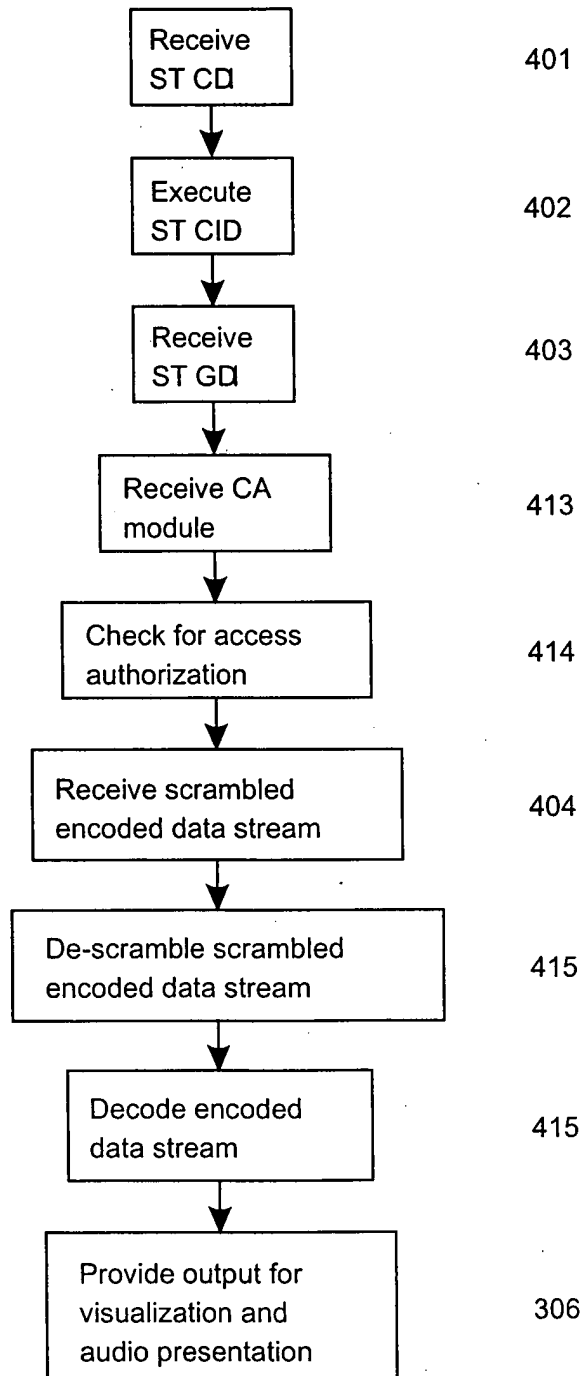 Receive
ST CDI
401
Execute
ST CID
402
Receive
ST GDI
403
Receive CA
module
413
Check for access
authorization
414
Receive scrambled
encoded data stream
404
De-scramble scrambled
encoded data stream
415
Decode encoded
data stream
415
Provide output for
visualization and
audio presentation
306